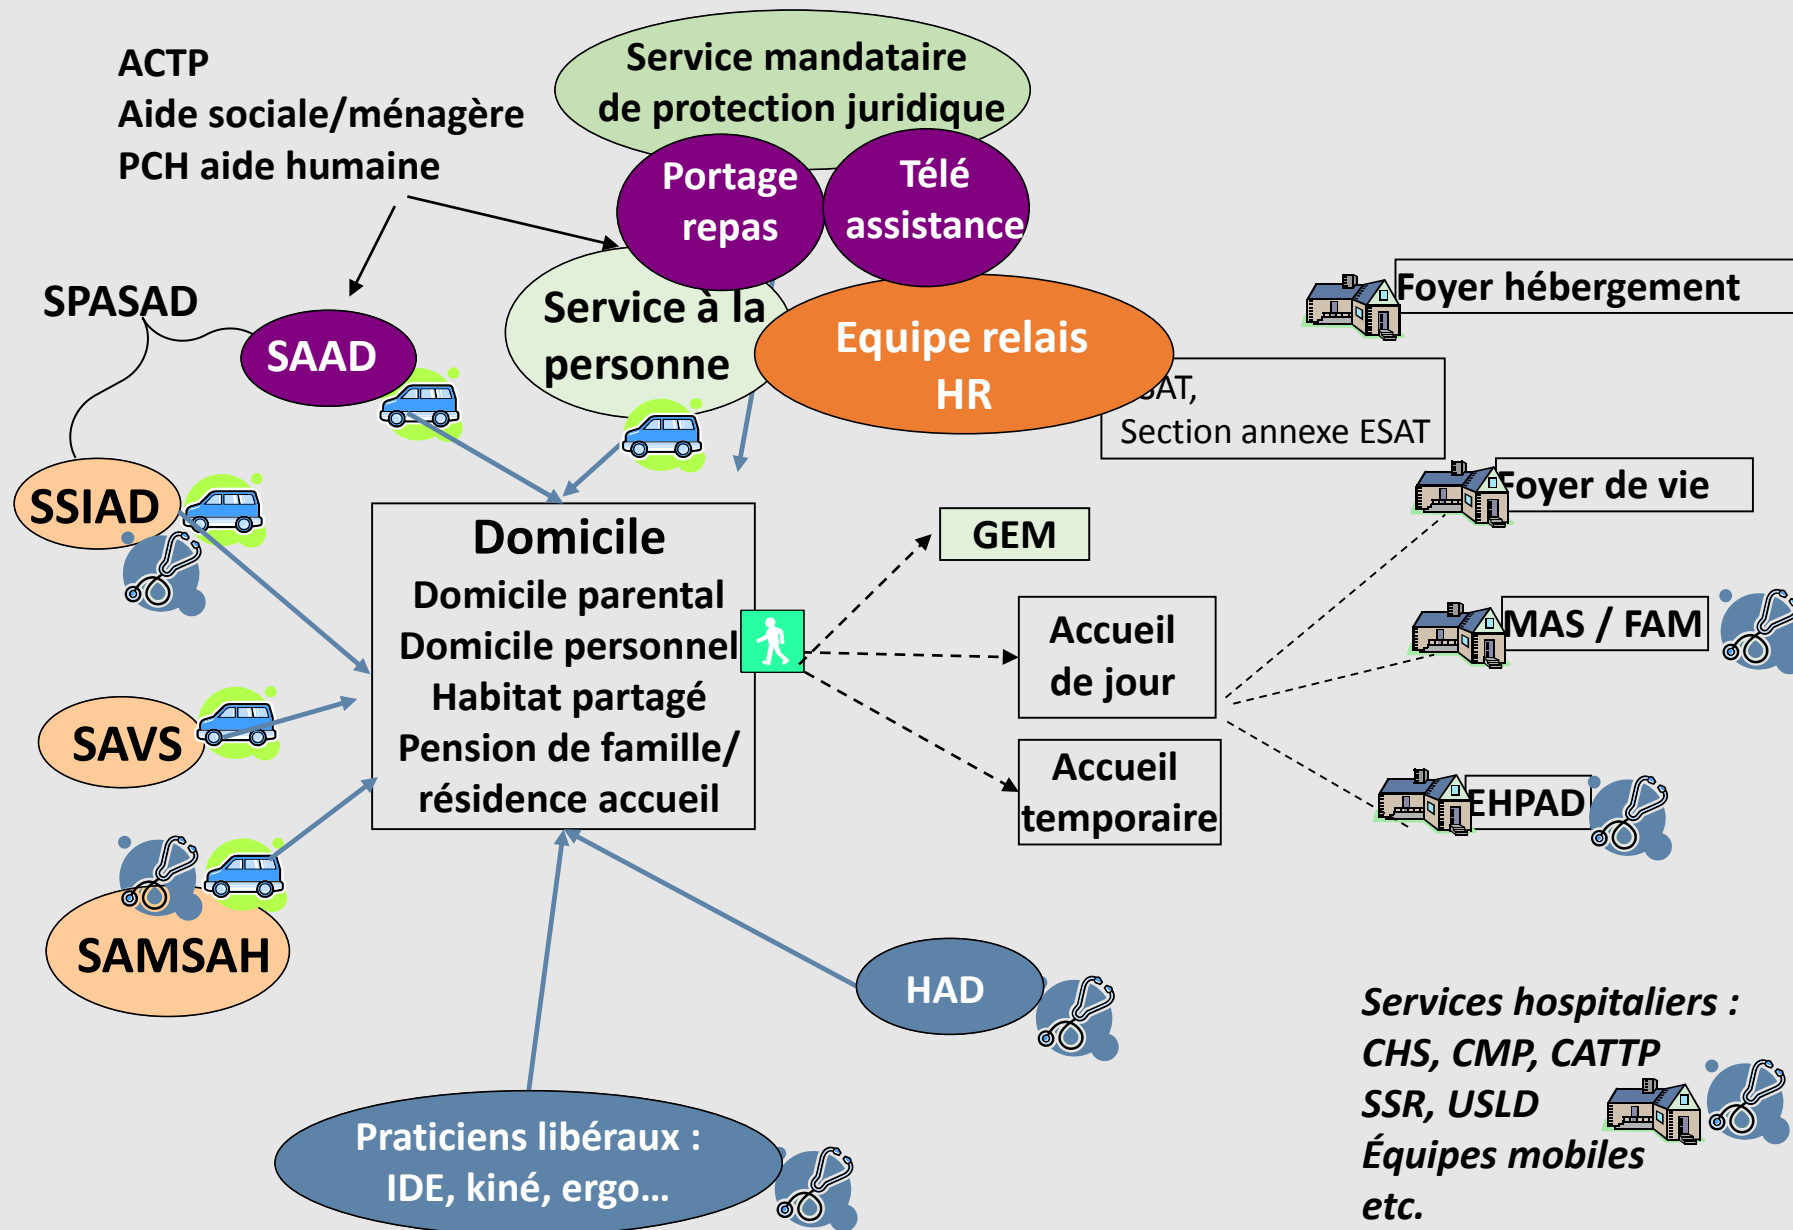 ACTP
Aide sociale/ménagère
PCH aide humaine
Service mandataire
de protection juridique
Portage
repas
Télé
assistance
SPASAD
SAAD
Service à la
personne
Equipe relais
HR
Foyer hébergement
SAT,
Section annexe ESAT
SSIAD
Foyer de vie
Domicile
Domicile parental
Domicile personnel
Habitat partagé
Pension de famille/
résidence accueil
GEM
Accueil
de jour
MAS / FAM
SAVS
Accueil
temporaire
EHPAD
SAMSAH
HAD
Praticiens libéraux :
IDE, kiné, ergo...
Services hospitaliers :
CHS, CMP, CATTP
SSR, USLD
Équipes mobiles
etc.